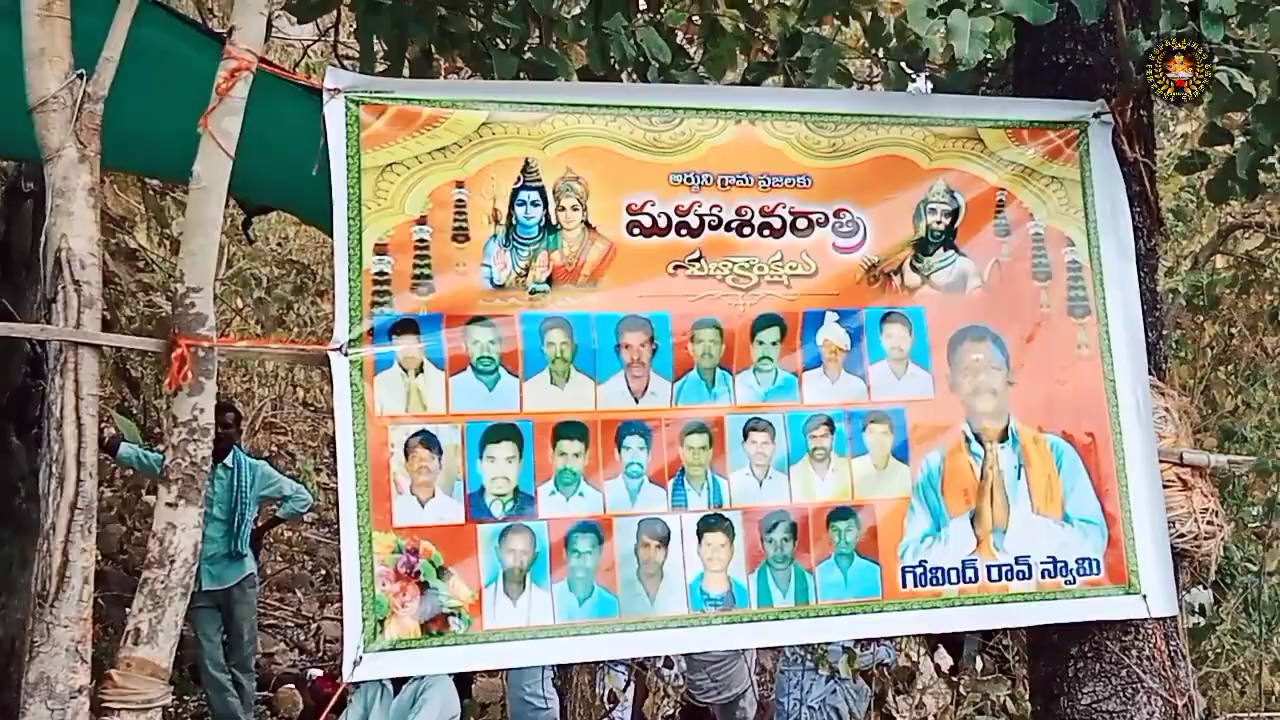 అర్జుని గ్రామ ప్రజలకు
మహాశివరాత్రి
శుభాకాంక్షలు
గోవింద్ రావ్ స్వామి